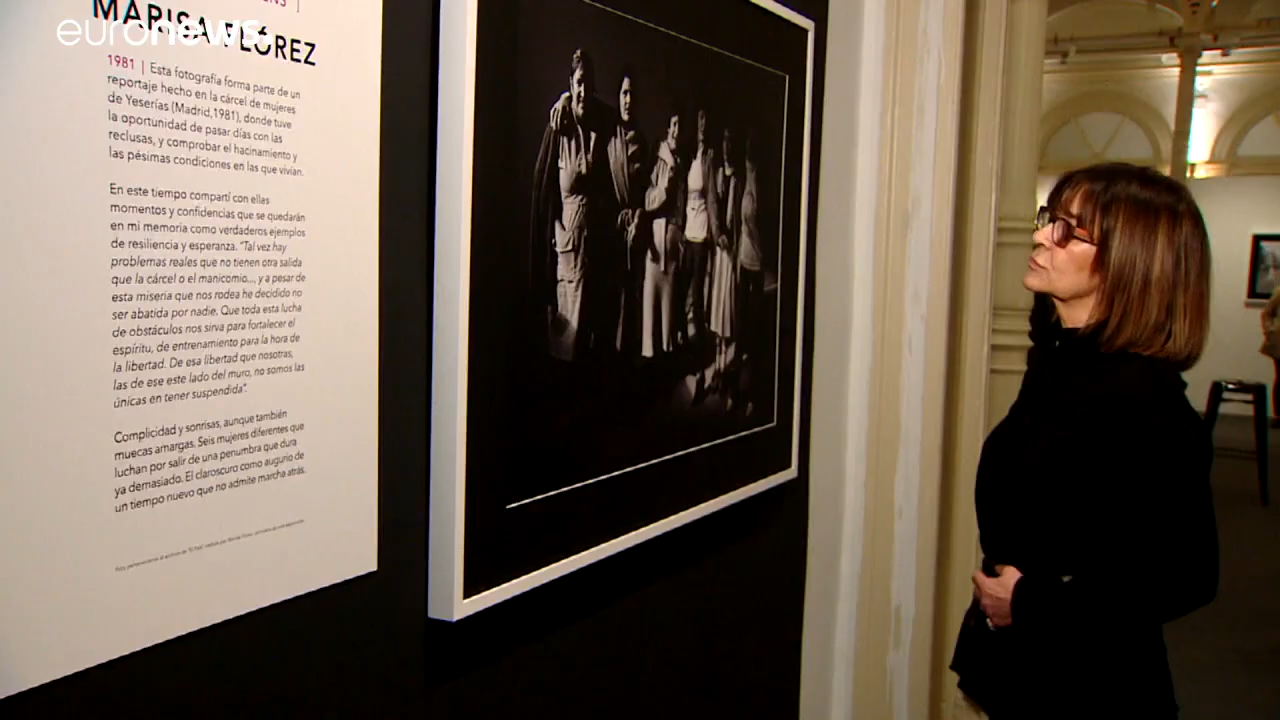 MARISA FLÓREZ
euronews.
1981 | Esta fotografía forma parte de un
reportaje hecho en la cárcel de mujeres
de Yeserías (Madrid,1981), donde tuve
la oportunidad de pasar días con las
reclusas, y comprobar el hacinamiento y
las pésimas condiciones en las que vivían.
En este tiempo compartí con ellas
momentos y confidencias que se quedarán
en mi memoria como verdaderos ejemplos
de resiliencia y esperanza. "Tal vez hay
problemas reales que no tienen otra salida
que la cárcel o el manicomio..., y a pesar de
esta miseria que nos rodea he decidido no
ser abatida por nadie. Que toda esta lucha
de obstáculos nos sirva para fortalecer el
espíritu, de entrenamiento para la hora de
la libertad. De esa libertad que nosotras,
las de ese este lado del muro, no somos las
únicas en tener suspendida".
Complicidad y sonrisas, aunque también
muecas amargas. Seis mujeres diferentes que
luchan por salir de una penumbra que dura
ya demasiado. El claroscuro como augurio de
un tiempo nuevo que no admite marcha atrás.